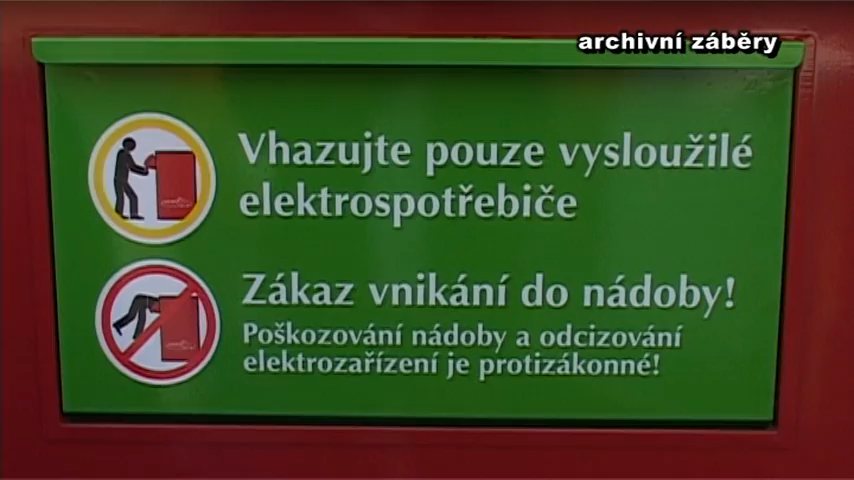 archivní záběry
Vhazujte pouze vysloužilé
elektrospotřebiče
Zákaz vnikání do nádoby!
Poškozování nádoby a odcizování
elektrozařízení je protizákonné!